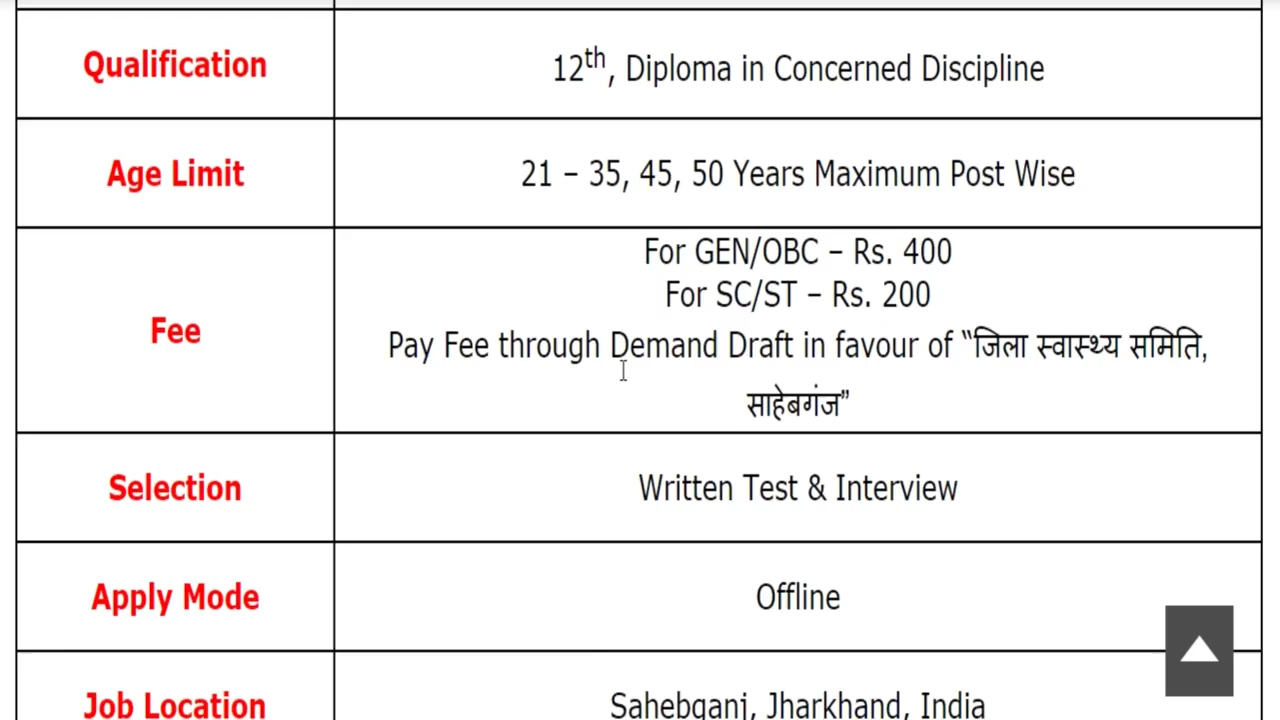 Qualification
12th, Diploma in Concerned Discipline
Age Limit
21 – 35, 45, 50 Years Maximum Post Wise
Fee
For GEN/OBC – Rs. 400
For SC/ST – Rs. 200
Pay Fee through Demand Draft in favour of “जिला स्वास्थ्य समिति,
साहेबगंज”
Selection
Written Test & Interview
Apply Mode
Offline
Job Location
Sahebganj, Jharkhand, India